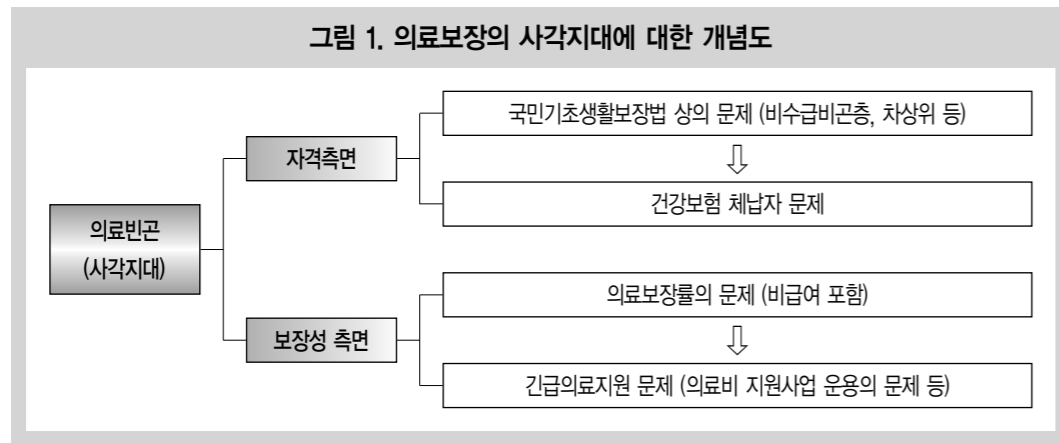 그림 1. 의료보장의 사각지대에 대한 개념도
국민기초생활보장법 상의 문제 (비수급비곤층, 차상위 등)
자격측면
건강보험 체납자 문제
의료빈곤
(사각지대)
의료보장률의 문제 (비급여 포함)
보장성 측면
긴급의료지원 문제 (의료비 지원사업 운용의 문제 등)